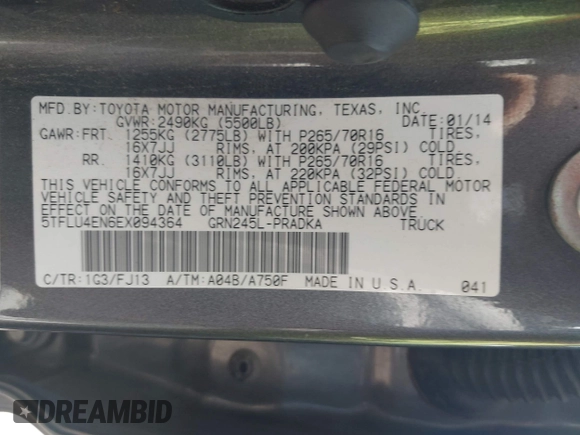 MFD.BY:TOYOTA MOTOR MANUFACTURING, TEXAS, INC.
GVWR:2490KG (5500LB) DATE:01/14
GAWR:FRT. 1255KG (2775LB) WITH P265/70R16 TIRES,
16X7JJ RIMS, AT 200KPA (29PSI) COLD
RR. 1410KG (3110LB) WITH P265/70R16 TIRES,
16X7JJ RIMS, AT 220KPA (32PSI) COLD.
THIS VEHICLE CONFORMS TO ALL APPLICABLE FEDERAL MOTOR
VEHICLE SAFETY AND THEFT PREVENTION STANDARDS IN
EFFECT ON THE DATE OF MANUFACTURE SHOWN ABOVE.
5TFLU4EN6EX094364 GRN245L-PRADKA TRUCK
C/TR:1G3/FJ13 A/TM:A04B/A750F MADE IN U.S.A. 041
DREAMBID